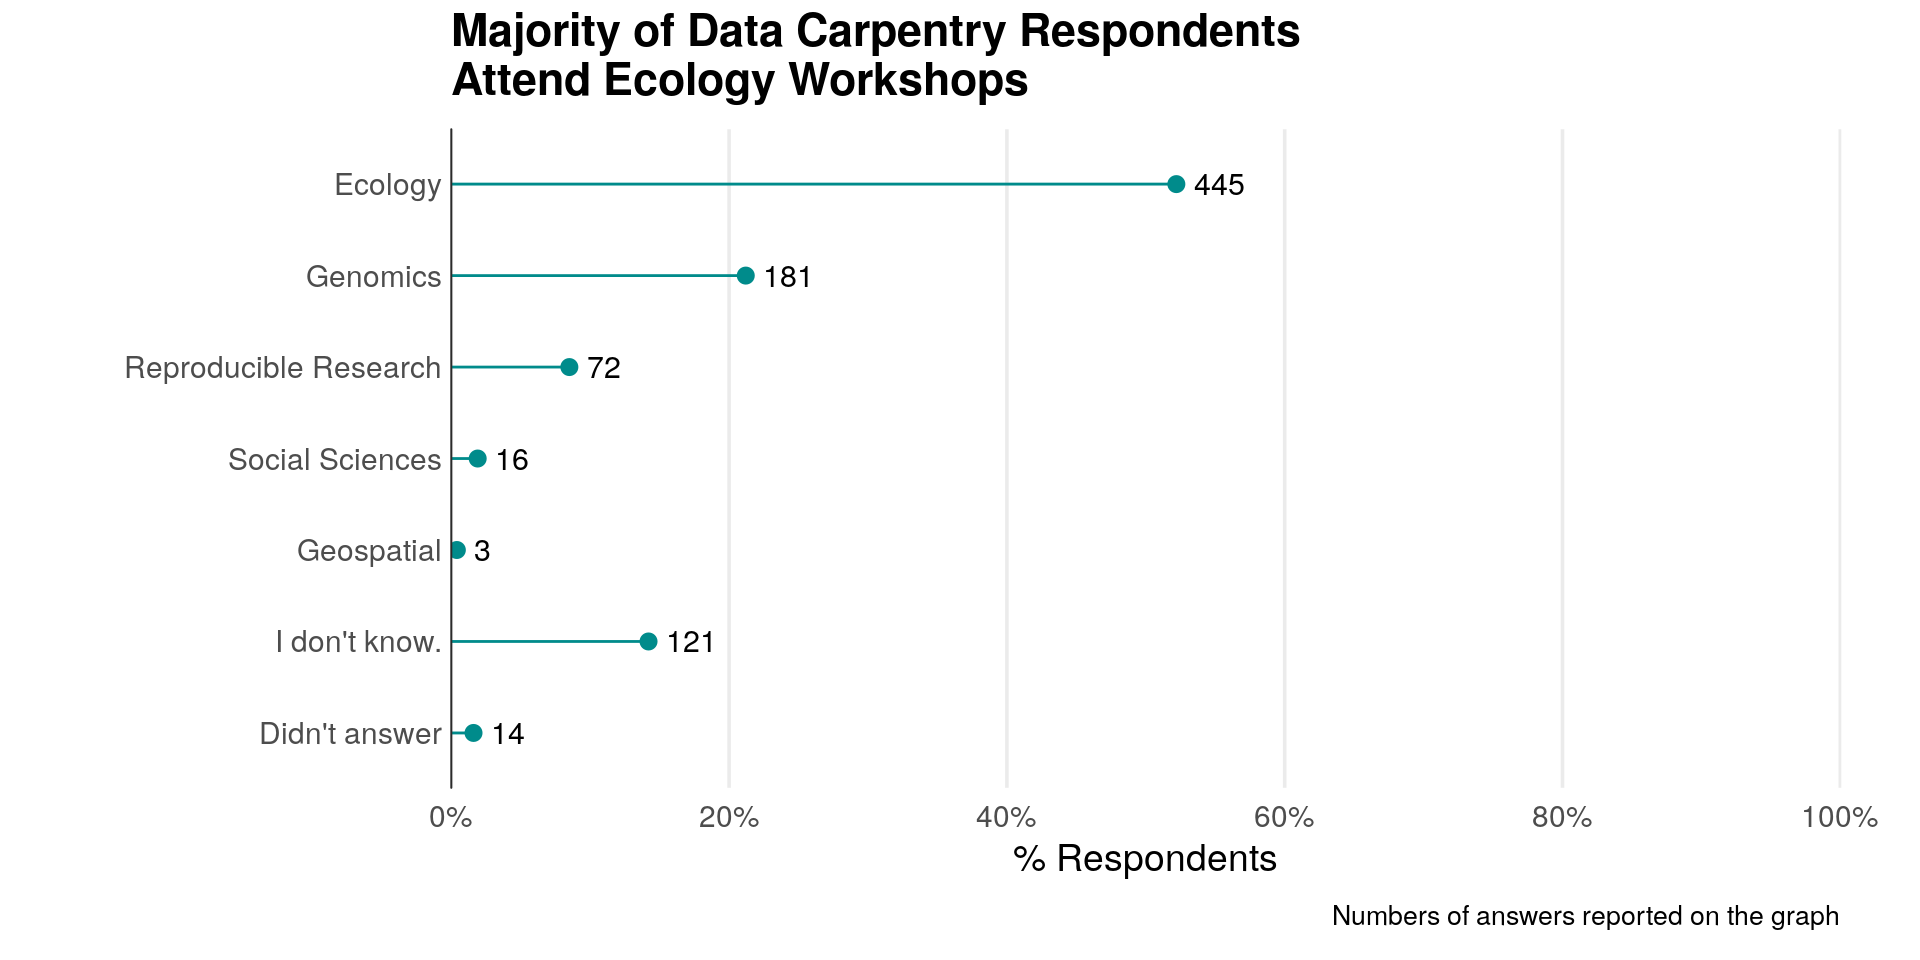 Majority of Data Carpentry Respondents
Attend Ecology Workshops
Ecology 445
Genomics 181
Reproducible Research 72
Social Sciences 16
Geospatial 3
I don't know. 121
Didn't answer 14
0% 20% 40% 60% 80% 100%
% Respondents
Numbers of answers reported on the graph